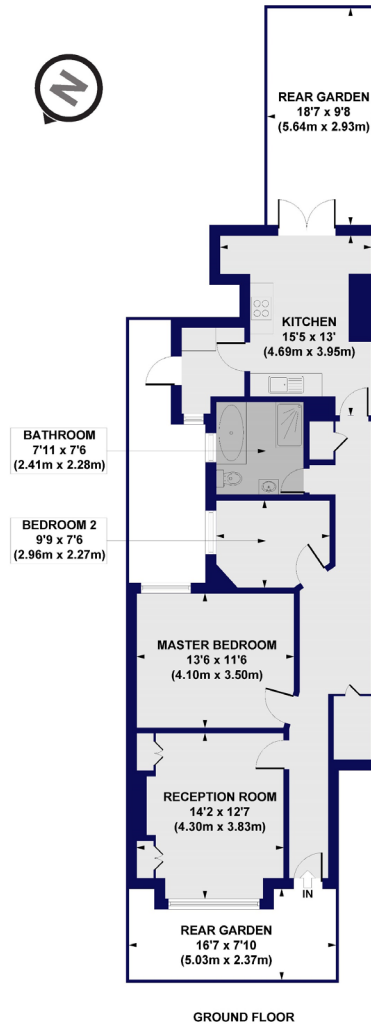 N
REAR GARDEN
18'7 x 9'8
(5.64m x 2.93m)
KITCHEN
15'5 x 13'
(4.69m x 3.95m)
BATHROOM
7'11 x 7'6
(2.41m x 2.28m)
BEDROOM 2
9'9 x 7'6
(2.96m x 2.27m)
MASTER BEDROOM
13'6 x 11'6
(4.10m x 3.50m)
RECEPTION ROOM
14'2 x 12'7
(4.30m x 3.83m)
IN
REAR GARDEN
16'7 x 7'10
(5.03m x 2.37m)
GROUND FLOOR